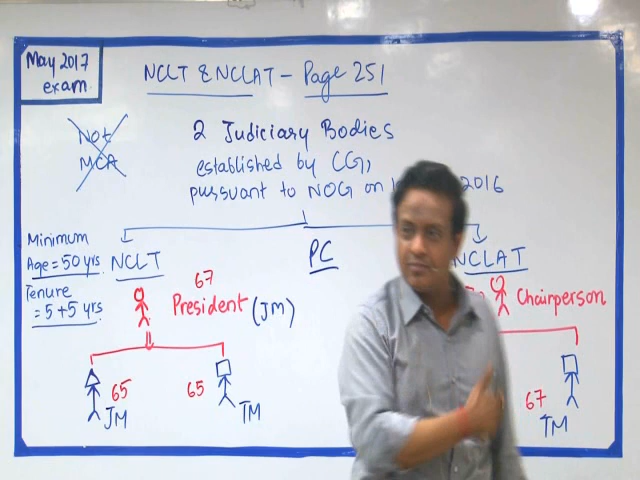 May 2017
exam
NCLT & NCLAT - Page 251
Not
MCA
2 Judiciary Bodies
established by CG,
pursuant to NOG on 2016
Minimum
Age = 50 yrs.
Tenure
= 5+5 yrs.
NCLT
PC
NCLAT
67
President (JM)
Chairperson
65
JM
65
TM
67
TM